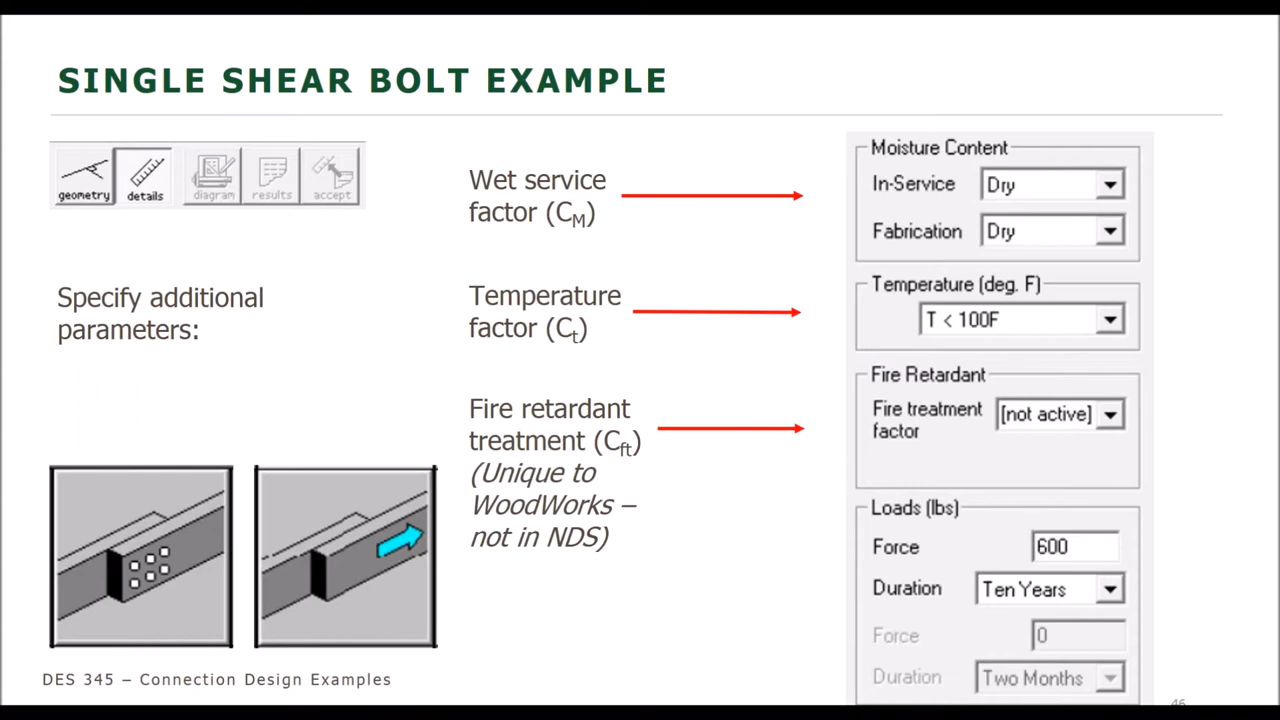 SINGLE SHEAR BOLT EXAMPLE
geometry
details
diagram
results
accept
Specify additional
parameters:
Wet service
factor (CM)
Temperature
factor (Ct)
Fire retardant
treatment (Cft)
(Unique to
WoodWorks –
not in NDS)
Moisture Content
In-Service Dry
Fabrication Dry
Temperature (deg. F)
T < 100F
Fire Retardant
Fire treatment [not active]
factor
Loads (lbs)
Force 600
Duration Ten Years
Force 0
Duration Two Months
DES 345 – Connection Design Examples
46